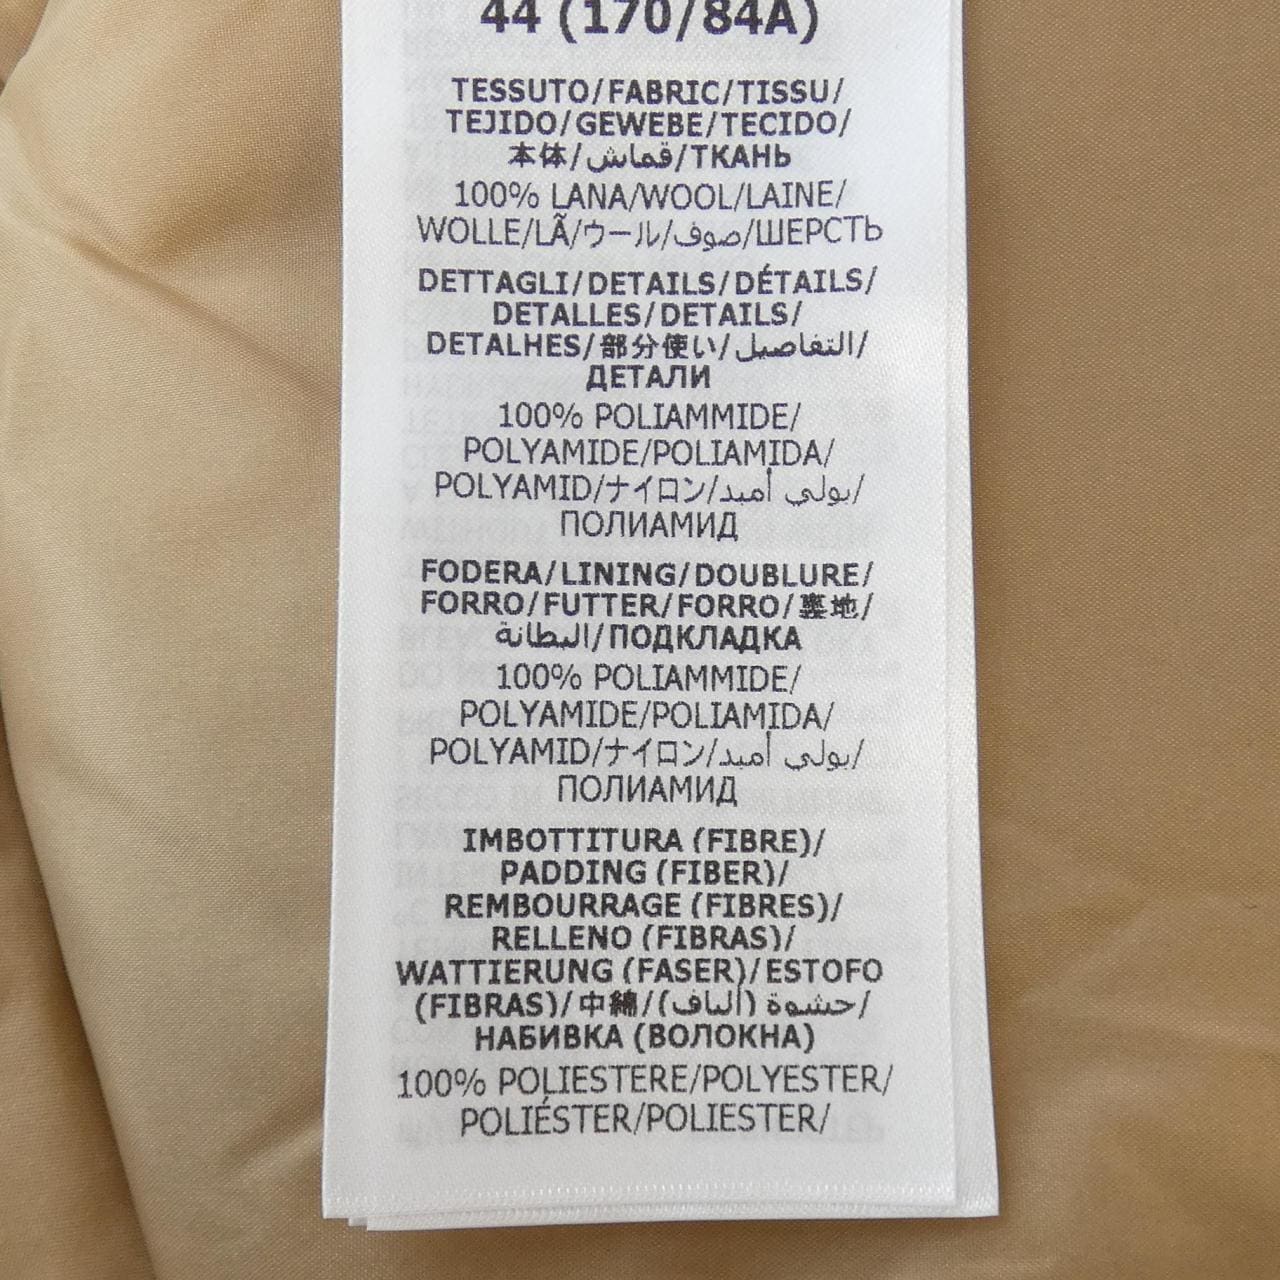 44 (170/84A)
TESSUTO/FABRIC/TISSU/
TEJIDO/GEWEBE/TECIDO/
本体/قماش/ТКАНЬ
100% LANA/WOOL/LAINE/
WOLLE/LÃ/ウール/صوف/ШЕРСТЬ
DETTAGLI/DETAILS/DÉTAILS/
DETALLES/DETAILS/
DETALHES/部分使い/التفاصيل/
ДЕТАЛИ
100% POLIAMMIDE/
POLYAMIDE/POLIAMIDA/
POLYAMID/ナイロン/بولي أميد/
ПОЛИАМИД
FODERA/LINING/DOUBLURE/
FORRO/FUTTER/FORRO/裏地/
البطانة/ПОДКЛАДКА
100% POLIAMMIDE/
POLYAMIDE/POLIAMIDA/
POLYAMID/ナイロン/بولي أميد/
ПОЛИАМИД
IMBOTTITURA (FIBRE)/
PADDING (FIBER)/
REMBOURRAGE (FIBRES)/
RELLENO (FIBRAS)/
WATTIERUNG (FASER)/ESTOFO
(FIBRAS)/中綿/حشوة (ألياف)/
НАБИВКА (ВОЛОКНА)
100% POLIESTERE/POLYESTER/
POLIÉSTER/POLIESTER/